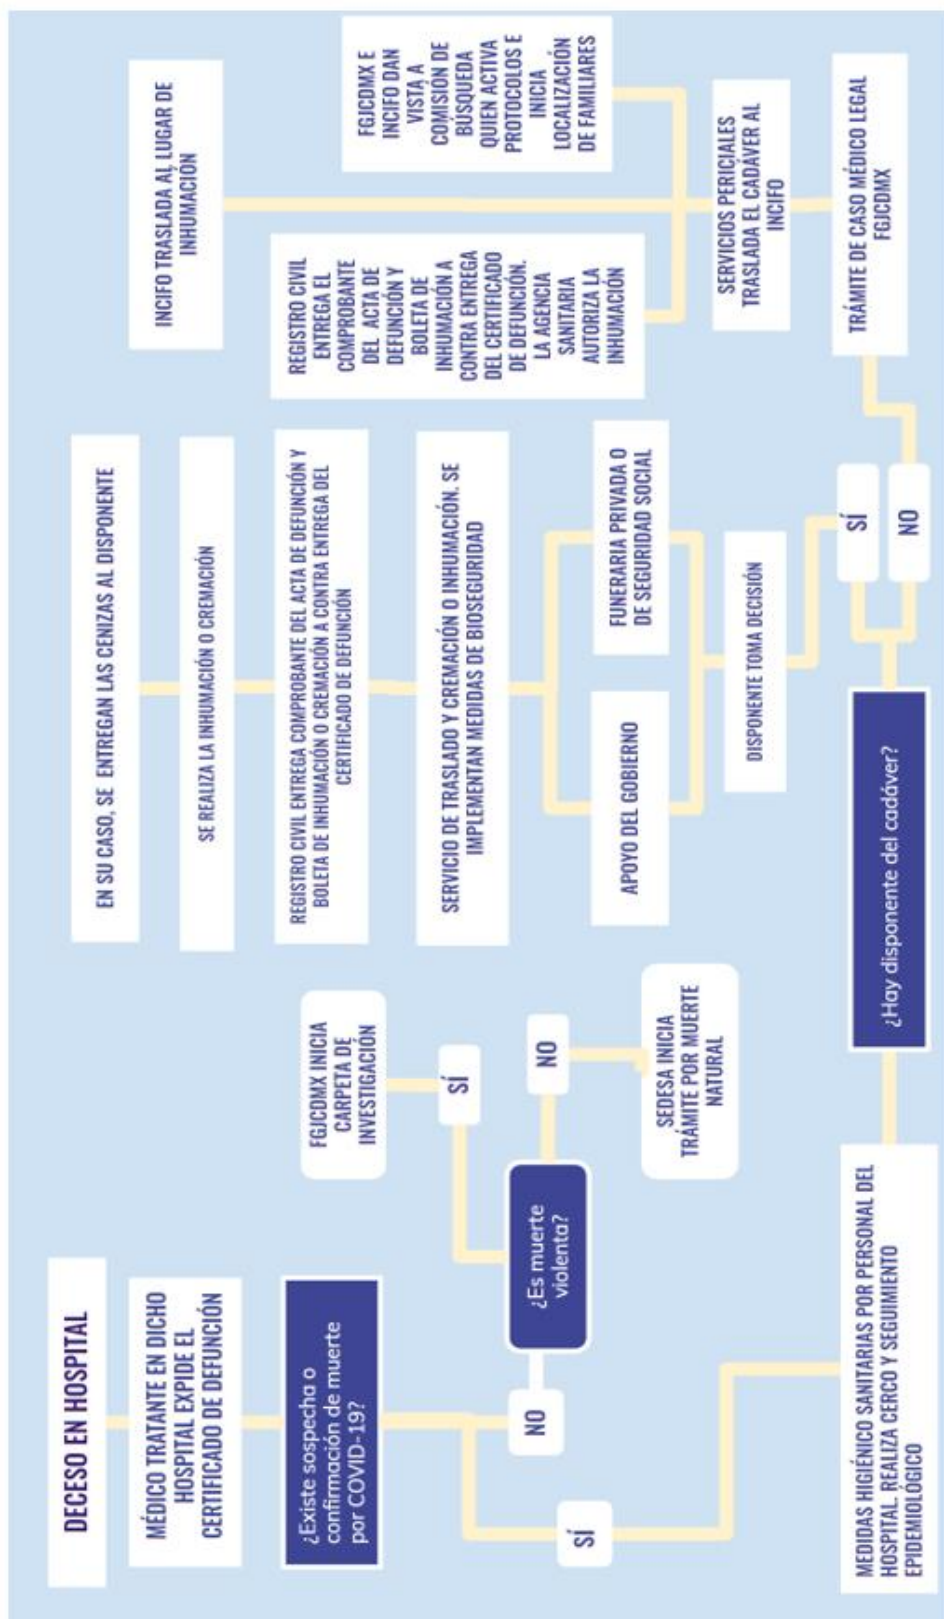 DECESO EN HOSPITAL
MÉDICO TRATANTE EN DICHO
HOSPITAL EXPIDE EL
CERTIFICADO DE DEFUNCIÓN
¿Existe sospecha o
confirmación de muerte
por COVID-19?
NO
SÍ
¿Es muerte
violenta?
SÍ
NO
FGJCDMX INICIA
CARPETA DE
INVESTIGACIÓN
SEDESA INICIA
TRÁMITE POR MUERTE
NATURAL
MEDIDAS HIGIÉNICO SANITARIAS POR PERSONAL DEL
HOSPITAL. REALIZA CERCO Y SEGUIMIENTO
EPIDEMIOLÓGICO
¿Hay disponente del cadáver?
SÍ
NO
DISPONENTE TOMA DECISIÓN
APOYO DEL GOBIERNO
FUNERARIA PRIVADA O
DE SEGURIDAD SOCIAL
SERVICIO DE TRASLADO Y CREMACIÓN O INHUMACIÓN. SE
IMPLEMENTAN MEDIDAS DE BIOSEGURIDAD
REGISTRO CIVIL ENTREGA COMPROBANTE DEL ACTA DE DEFUNCIÓN Y
BOLETA DE INHUMACIÓN O CREMACIÓN A CONTRA ENTREGA DEL
CERTIFICADO DE DEFUNCIÓN
SE REALIZA LA INHUMACIÓN O CREMACIÓN
EN SU CASO, SE ENTREGAN LAS CENIZAS AL DISPONENTE
TRÁMITE DE CASO MÉDICO LEGAL
FGJCDMX
SERVICIOS PERICIALES
TRASLADA EL CADÁVER AL
INCIFO
REGISTRO CIVIL
ENTREGA EL
COMPROBANTE
DEL ACTA DE
DEFUNCIÓN Y
BOLETA DE
INHUMACIÓN A
CONTRA ENTREGA
DEL CERTIFICADO
DE DEFUNCIÓN.
LA AGENCIA
SANITARIA
AUTORIZA LA
INHUMACIÓN
INCIFO TRASLADA AL LUGAR DE
INHUMACIÓN
FGJCDMX E
INCIFO DAN
VISTA A
COMISIÓN DE
BÚSQUEDA
QUIEN ACTIVA
PROTOCOLOS E
INICIA
LOCALIZACIÓN
DE FAMILIARES